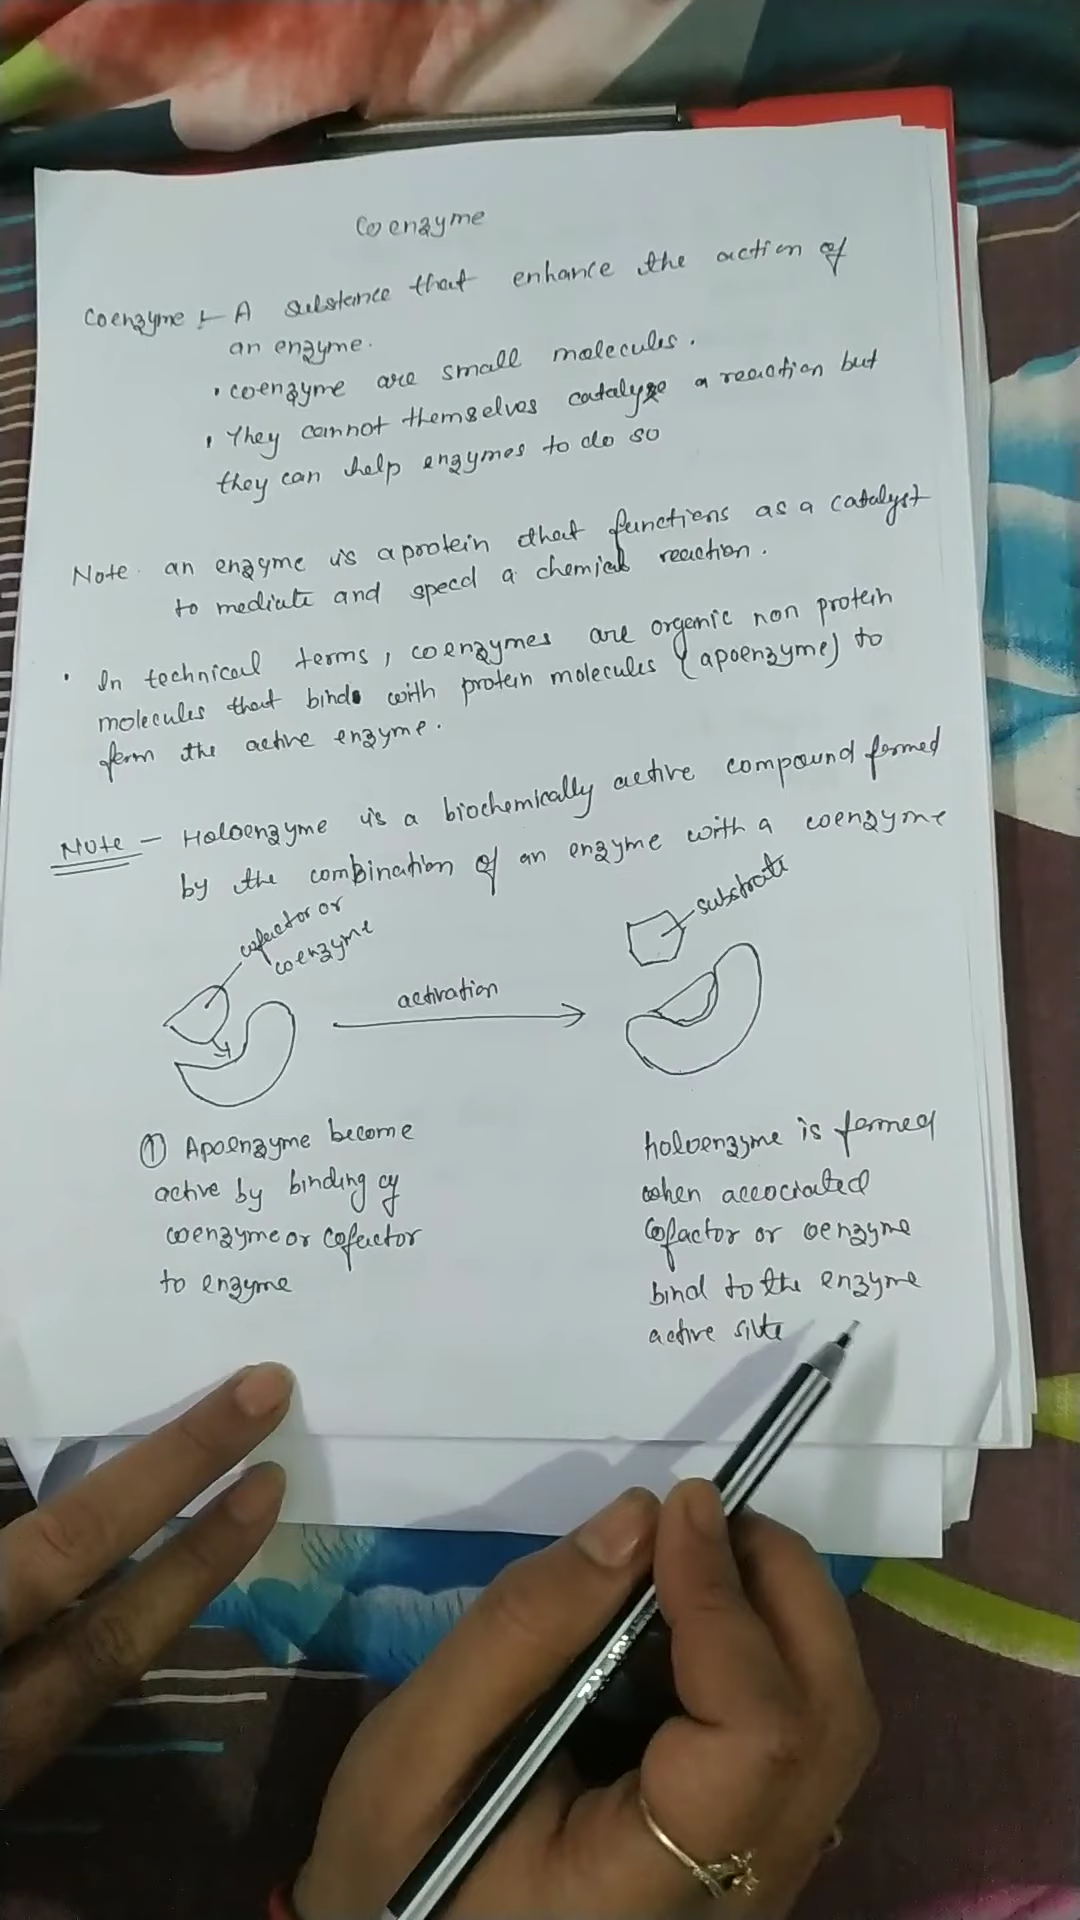 Coenzyme
Coenzyme :- A substance that enhance the action of
an enzyme.
• coenzyme are small molecules.
• They cannot themselves catalyze a reaction but
they can help enzymes to do so
Note. an enzyme is a protein that functions as a catalyst
to mediate and speed a chemical reaction.
• In technical terms, coenzymes are organic non protein
molecules that binds with protein molecules (apoenzyme) to
form the active enzyme.
Note - Holoenzyme is a biochemically active compound formed
by the combination of an enzyme with a coenzyme
cofactor or
coenzyme
substrate
activation
① Apoenzyme become
active by binding of
coenzyme or cofactor
to enzyme
holoenzyme is formed
when accociated
cofactor or coenzyme
bind to the enzyme
active site